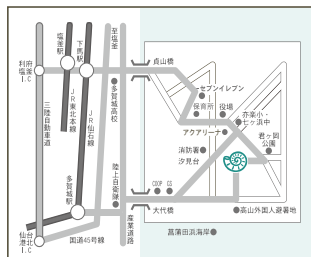 至塩釜
塩釜駅
下馬駅
利府
塩釜
I.C
JR東北本線
JR仙石線
三陸自動車道
多賀城高校
貞山橋
セブンイレブン
保育所
役場
亦楽小・
七ヶ浜中
アクアリーナ
君ヶ岡
公園
消防署
汐見台
陸上自衛隊
多賀城駅
COOP
GS
大代橋
高山外国人避暑地
仙台
港北
I.C
国道45号線
産業道路
菖蒲田浜海岸